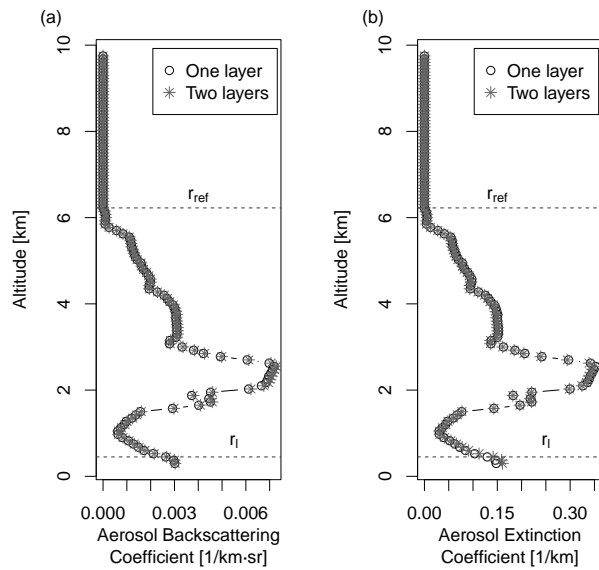 (a)
One layer
Two layers
r_ref
r_l
Altitude [km]
0
2
4
6
8
10
0.000
0.003
0.006
Aerosol Backscattering
Coefficient [1/km·sr]
(b)
One layer
Two layers
r_ref
r_l
Altitude [km]
0
2
4
6
8
10
0.00
0.15
0.30
Aerosol Extinction
Coefficient [1/km]